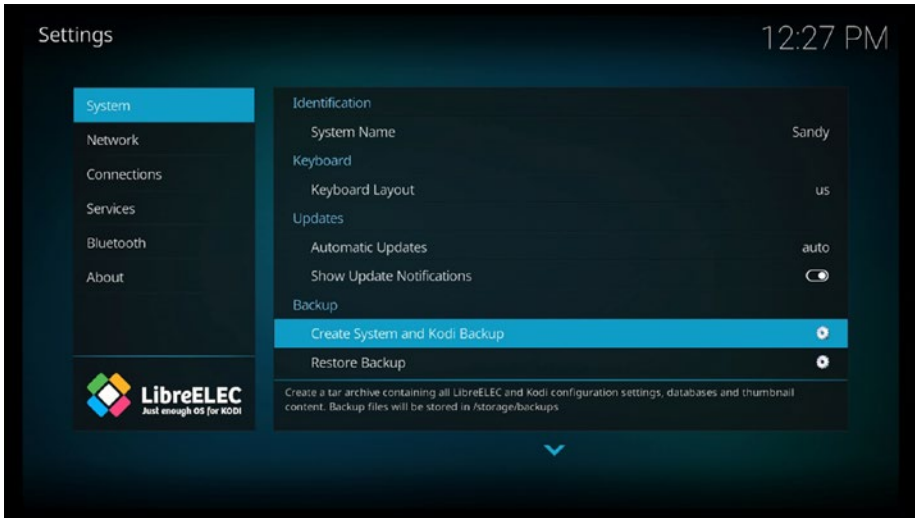 Settings
12:27 PM
System
Network
Connections
Services
Bluetooth
About
LibreELEC
Just enough OS for KODI
Identification
System Name Sandy
Keyboard
Keyboard Layout us
Updates
Automatic Updates auto
Show Update Notifications
Backup
Create System and Kodi Backup
Restore Backup
Create a tar archive containing all LibreELEC and Kodi configuration settings, databases and thumbnail
content. Backup files will be stored in /storage/backups